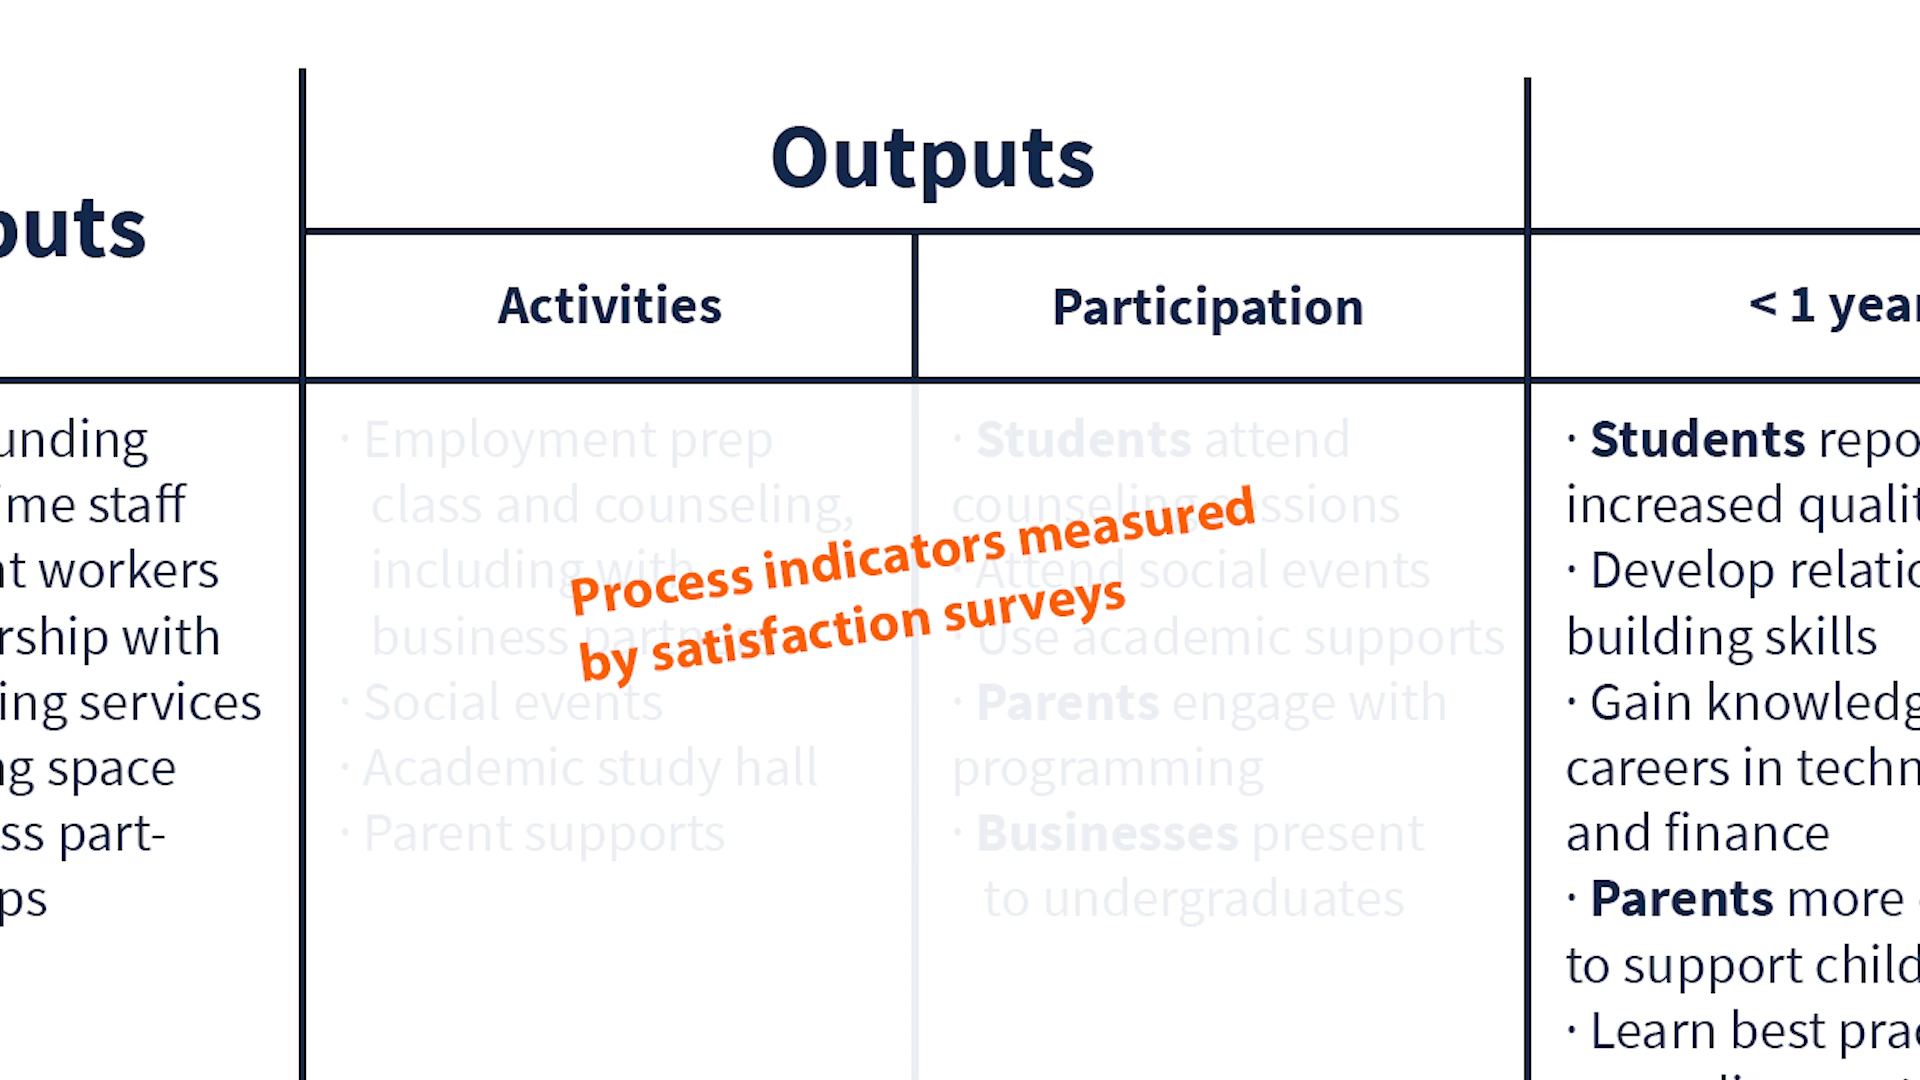 puts
Outputs
Activities
Participation
< 1 year
unding
ime staff
nt workers
rship with
ing services
ng space
ss part-
ps
· Employment prep
class and counseling,
including with
business
· Social events
· Academic study hall
· Parent supports
· Students attend
counseling sessions
· Attend social events
· Use academic supports
· Parents engage with
programming
· Businesses present
to undergraduates
Process indicators measured
by satisfaction surveys
· Students repo
increased qualit
· Develop relatio
building skills
· Gain knowledg
careers in techn
and finance
· Parents more
to support child
· Learn best prac